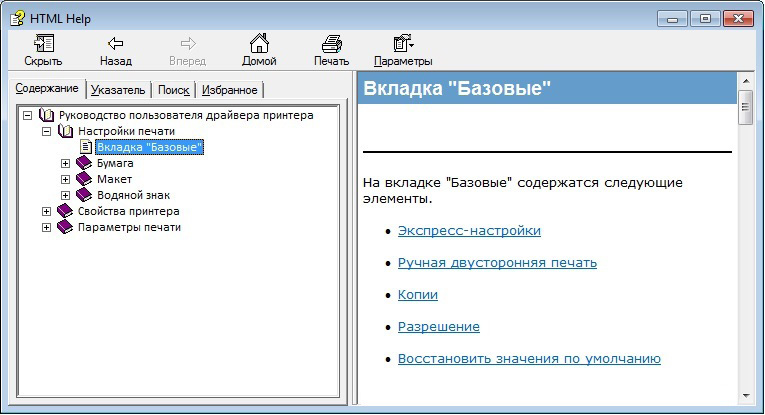 HTML Help
Скрыть Назад Вперед Домой Печать Параметры
Содержание Указатель Поиск Избранное
Руководство пользователя драйвера принтера
Настройки печати
Вкладка "Базовые"
Бумага
Макет
Водяной знак
Свойства принтера
Параметры печати
Вкладка "Базовые"
На вкладке "Базовые" содержатся следующие
элементы.
• Экспресс-настройки
• Ручная двусторонняя печать
• Копии
• Разрешение
• Восстановить значения по умолчанию